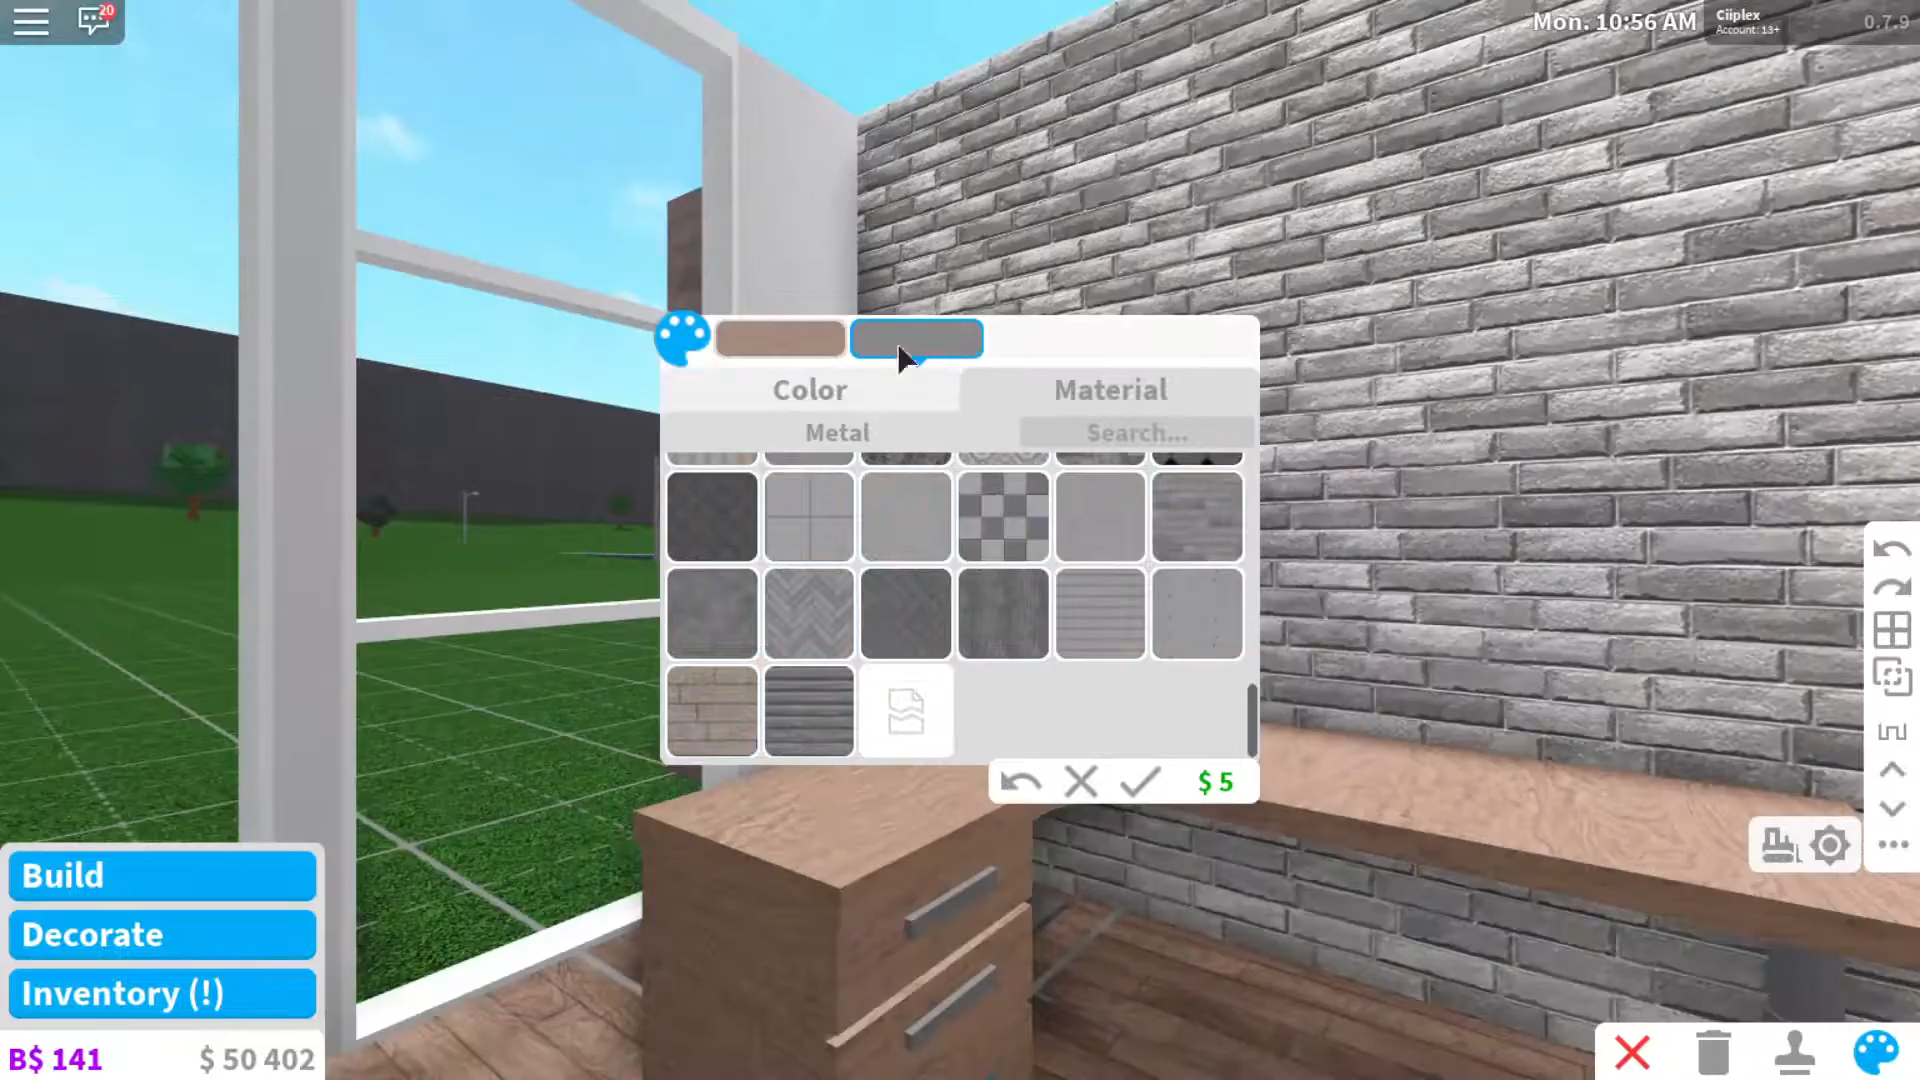 20
Mon. 10:56 AM
Ciiplex
Account: 13+
0.7.9
Color
Material
Metal
Search...
$ 5
Build
Decorate
Inventory (!)
B$ 141
$ 50 402